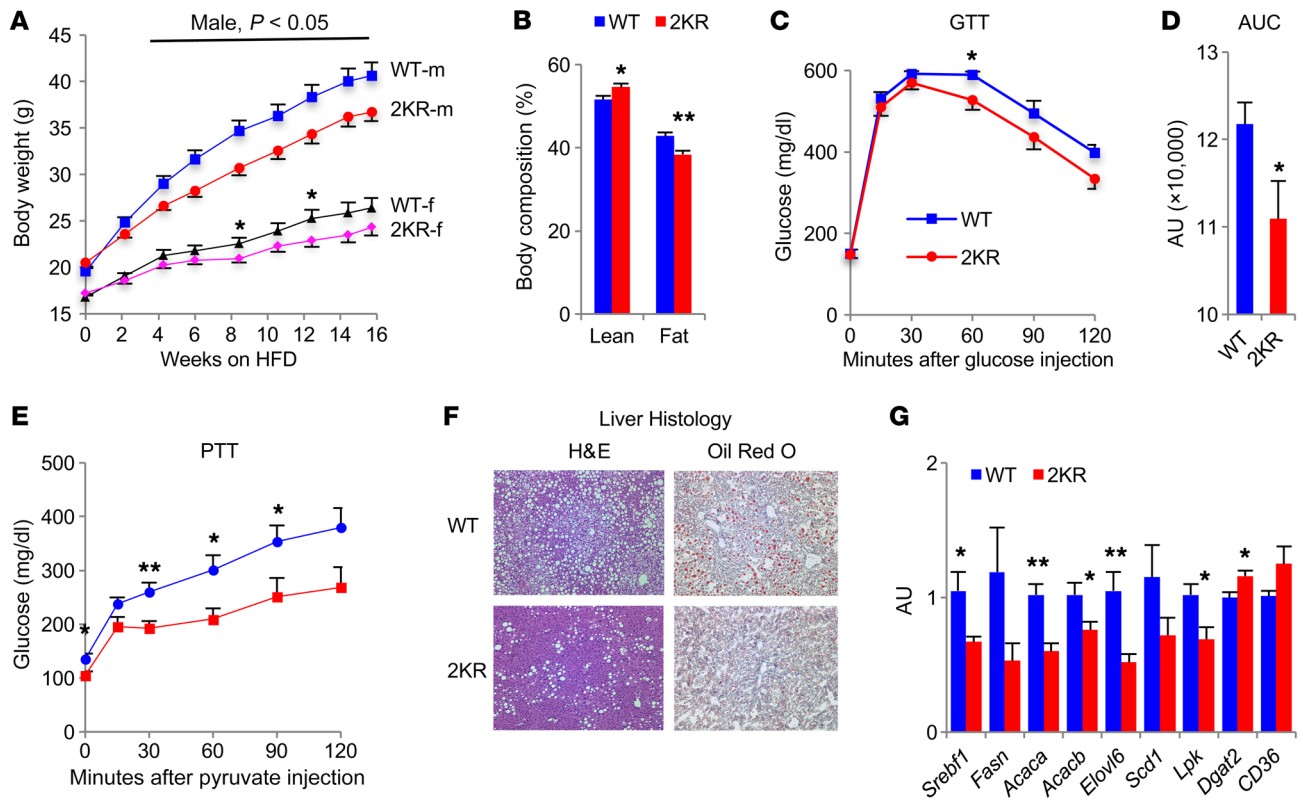 A
Male, P < 0.05
Body weight (g)
45
40
35
30
25
20
15
WT-m
2KR-m
WT-f
2KR-f
*
*
0 2 4 6 8 10 12 14 16
Weeks on HFD
B
WT 2KR
Body composition (%)
60
40
20
0
*
**
Lean Fat
C
GTT
Glucose (mg/dl)
600
400
200
0
*
WT
2KR
0 30 60 90 120
Minutes after glucose injection
D
AUC
AU (×10,000)
13
12
11
10
*
WT
2KR
E
PTT
Glucose (mg/dl)
500
400
300
200
100
0
*
**
*
*
0 30 60 90 120
Minutes after pyruvate injection
F
Liver Histology
H&E Oil Red O
WT
2KR
G
WT 2KR
AU
2
1
0
*
**
*
**
*
*
Srebf1
Fasn
Acaca
Acacb
Elovl6
Scd1
Lpk
Dgat2
CD36